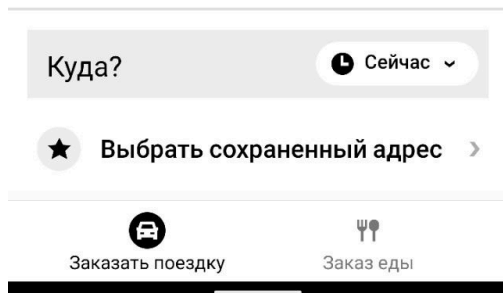 Куда?
Сейчас
Выбрать сохраненный адрес
Заказать поездку
Заказ еды